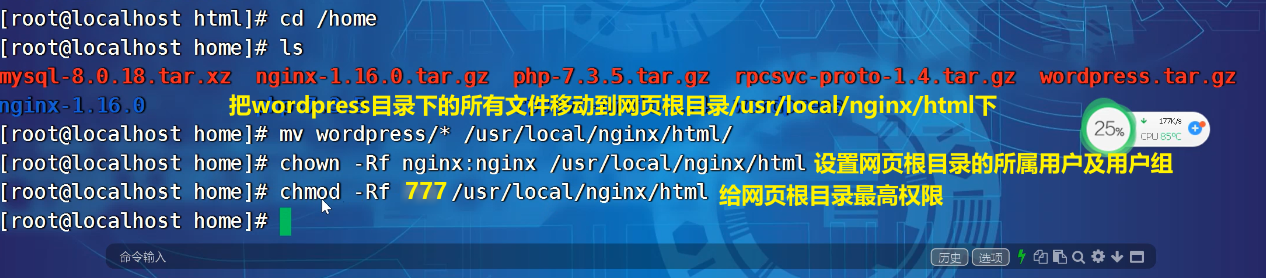 [root@localhost html]# cd /home
[root@localhost home]# ls
mysql-8.0.18.tar.xz nginx-1.16.0.tar.gz php-7.3.5.tar.gz rpcsvc-proto-1.4.tar.gz wordpress.tar.gz
nginx-1.16.0
把wordpress目录下的所有文件移动到网页根目录/usr/local/nginx/html下
[root@localhost home]# mv wordpress/* /usr/local/nginx/html/
25%
177K/s
CPU 85°C
[root@localhost home]# chown -Rf nginx:nginx /usr/local/nginx/html 设置网页根目录的所属用户及用户组
[root@localhost home]# chmod -Rf 777 /usr/local/nginx/html 给网页根目录最高权限
[root@localhost home]#
命令输入 历史 选项